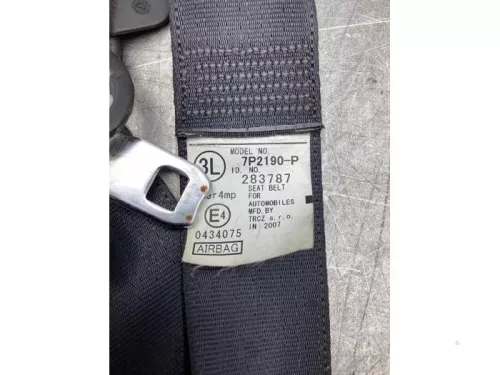 MODEL NO.
3L 7P2190-P
ID. NO.
283787
r4mp
SEAT BELT
FOR
AUTOMOBILES
E4
MFD. BY
TRCZ s.r.o.
0434075
IN 2007
AIRBAG